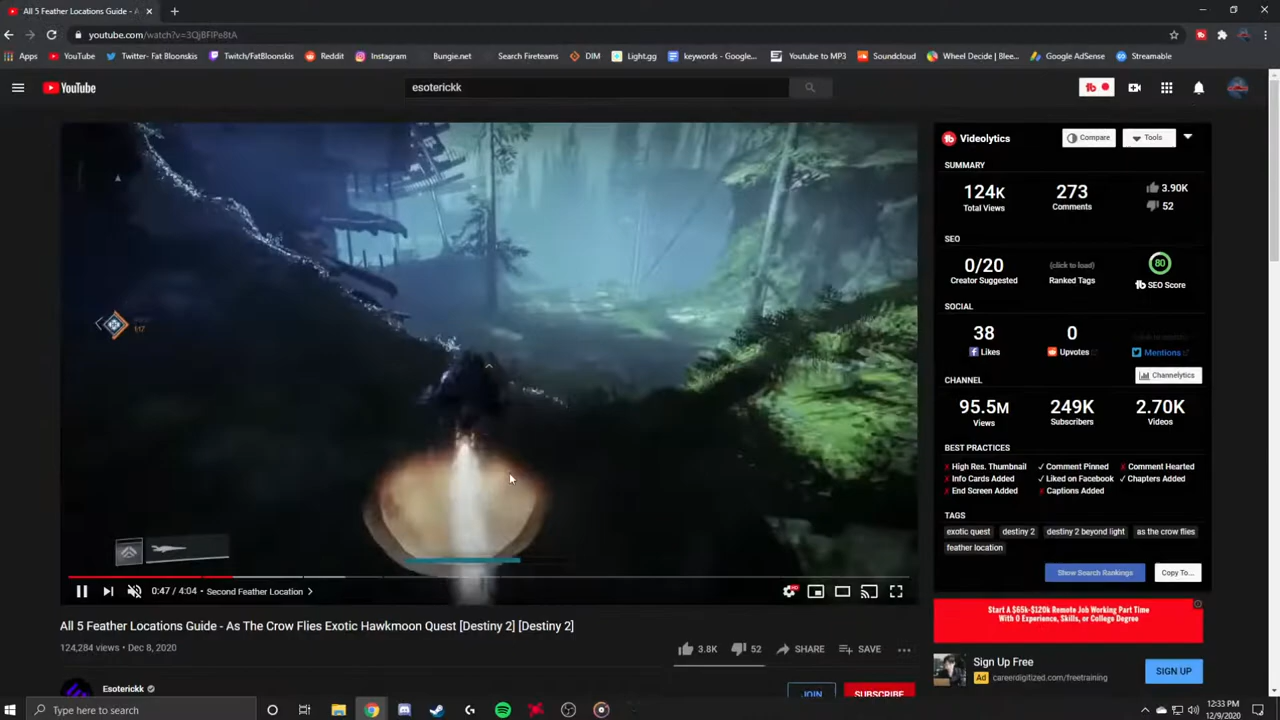 All 5 Feather Locations Guide -
youtube.com/watch?v=3QjBFlPe8tA
Apps YouTube Twitter- Fat Bloonskis Twitch/FatBloonskis Reddit Instagram Bungie.net Search Fireteams DIM Light.gg keywords - Google... Youtube to MP3 Soundcloud Wheel Decide | Blee... Google AdSense Streamable
YouTube
esoterickk
tb
tb Videolytics Compare Tools
SUMMARY
124K 273 3.90K
Total Views Comments 52
SEO
0/20 (click to load) 80
Creator Suggested Ranked Tags tb SEO Score
SOCIAL
38 0
Likes Upvotes Mentions
CHANNEL Channelytics
95.5M 249K 2.70K
Views Subscribers Videos
BEST PRACTICES
x High Res. Thumbnail ✓ Comment Pinned x Comment Hearted
x Info Cards Added ✓ Liked on Facebook ✓ Chapters Added
x End Screen Added x Captions Added
TAGS
exotic quest destiny 2 destiny 2 beyond light as the crow flies
feather location
Show Search Rankings Copy To...
0:47 / 4:04 Second Feather Location
HD
All 5 Feather Locations Guide - As The Crow Flies Exotic Hawkmoon Quest [Destiny 2] [Destiny 2]
124,284 views • Dec 8, 2020
3.8K 52 SHARE SAVE
Start A $65k-$120k Remote Job Working Part Time
With 0 Experience, Skills, or College Degree
Sign Up Free
Ad careerdigitized.com/freetraining
SIGN UP
Esoterickk
JOIN SUBSCRIBE
Type here to search
12:33 PM
12/9/2020